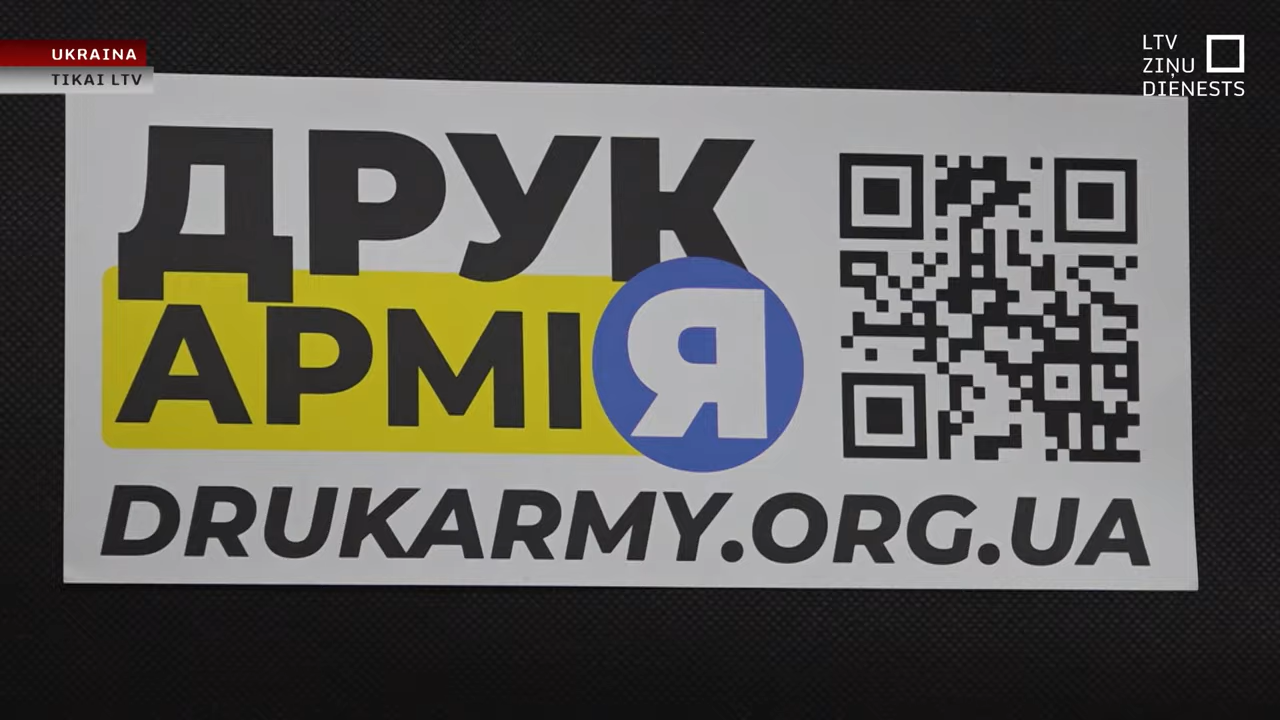 UKRAINA
TIKAI LTV
LTV
ZIŅU
DIENESTS
ДРУК
АРМІЯ
DRUKARMY.ORG.UA